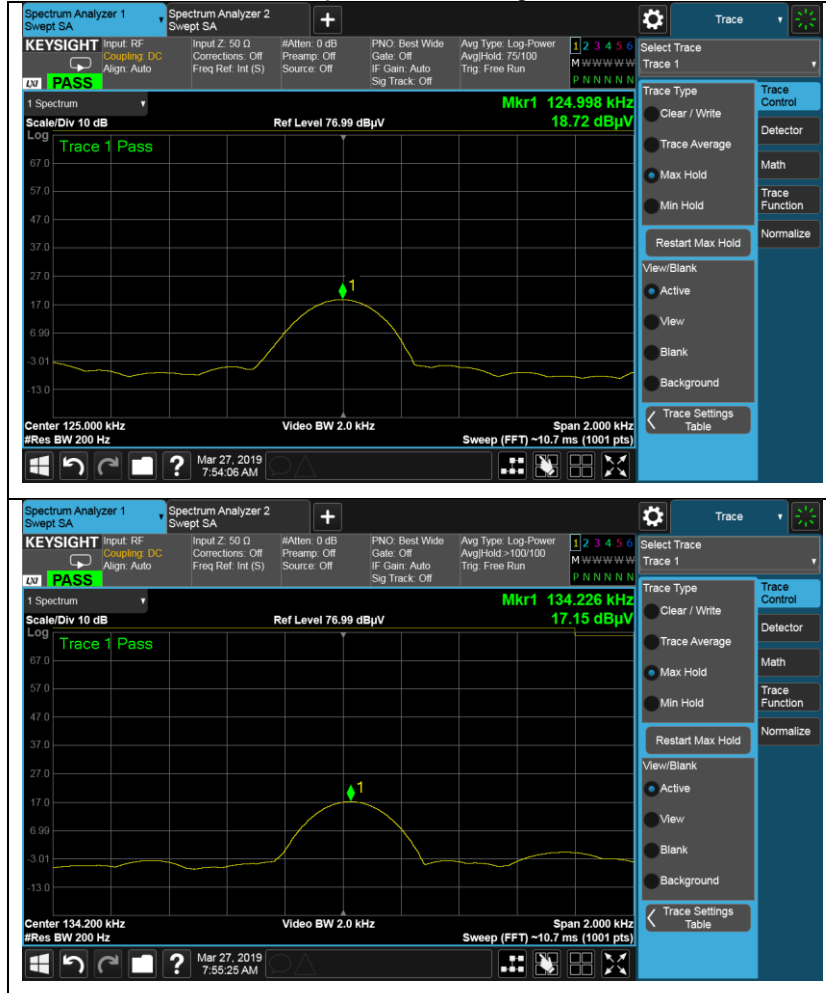 Spectrum Analyzer 1
Swept SA
Spectrum Analyzer 2
Swept SA
Trace
KEYSIGHT
LXI PASS
Input: RF
Coupling: DC
Align: Auto
Input Z: 50 Ω
Corrections: Off
Freq Ref: Int (S)
#Atten: 0 dB
Preamp: Off
Source: Off
PNO: Best Wide
Gate: Off
IF Gain: Auto
Sig Track: Off
Avg Type: Log-Power
Avg|Hold: 75/100
Trig: Free Run
1 2 3 4 5 6
M W W W W W
P N N N N N
Select Trace
Trace 1
1 Spectrum
Scale/Div 10 dB
Log
Ref Level 76.99 dBµV
Mkr1 124.998 kHz
18.72 dBµV
Trace 1 Pass
67.0
57.0
47.0
37.0
27.0
17.0
6.99
-3.01
-13.0
1
Center 125.000 kHz
#Res BW 200 Hz
Video BW 2.0 kHz
Span 2.000 kHz
Sweep (FFT) ~10.7 ms (1001 pts)
Trace Type
Clear / Write
Trace Average
Max Hold
Min Hold
Restart Max Hold
View/Blank
Active
View
Blank
Background
Trace Settings
Table
Trace
Control
Detector
Math
Trace
Function
Normalize
?
Mar 27, 2019
7:54:06 AM
Spectrum Analyzer 1
Swept SA
Spectrum Analyzer 2
Swept SA
Trace
KEYSIGHT
LXI PASS
Input: RF
Coupling: DC
Align: Auto
Input Z: 50 Ω
Corrections: Off
Freq Ref: Int (S)
#Atten: 0 dB
Preamp: Off
Source: Off
PNO: Best Wide
Gate: Off
IF Gain: Auto
Sig Track: Off
Avg Type: Log-Power
Avg|Hold:>100/100
Trig: Free Run
1 2 3 4 5 6
M W W W W W
P N N N N N
Select Trace
Trace 1
1 Spectrum
Scale/Div 10 dB
Log
Ref Level 76.99 dBµV
Mkr1 134.226 kHz
17.15 dBµV
Trace 1 Pass
67.0
57.0
47.0
37.0
27.0
17.0
6.99
-3.01
-13.0
1
Center 134.200 kHz
#Res BW 200 Hz
Video BW 2.0 kHz
Span 2.000 kHz
Sweep (FFT) ~10.7 ms (1001 pts)
Trace Type
Clear / Write
Trace Average
Max Hold
Min Hold
Restart Max Hold
View/Blank
Active
View
Blank
Background
Trace Settings
Table
Trace
Control
Detector
Math
Trace
Function
Normalize
?
Mar 27, 2019
7:55:25 AM